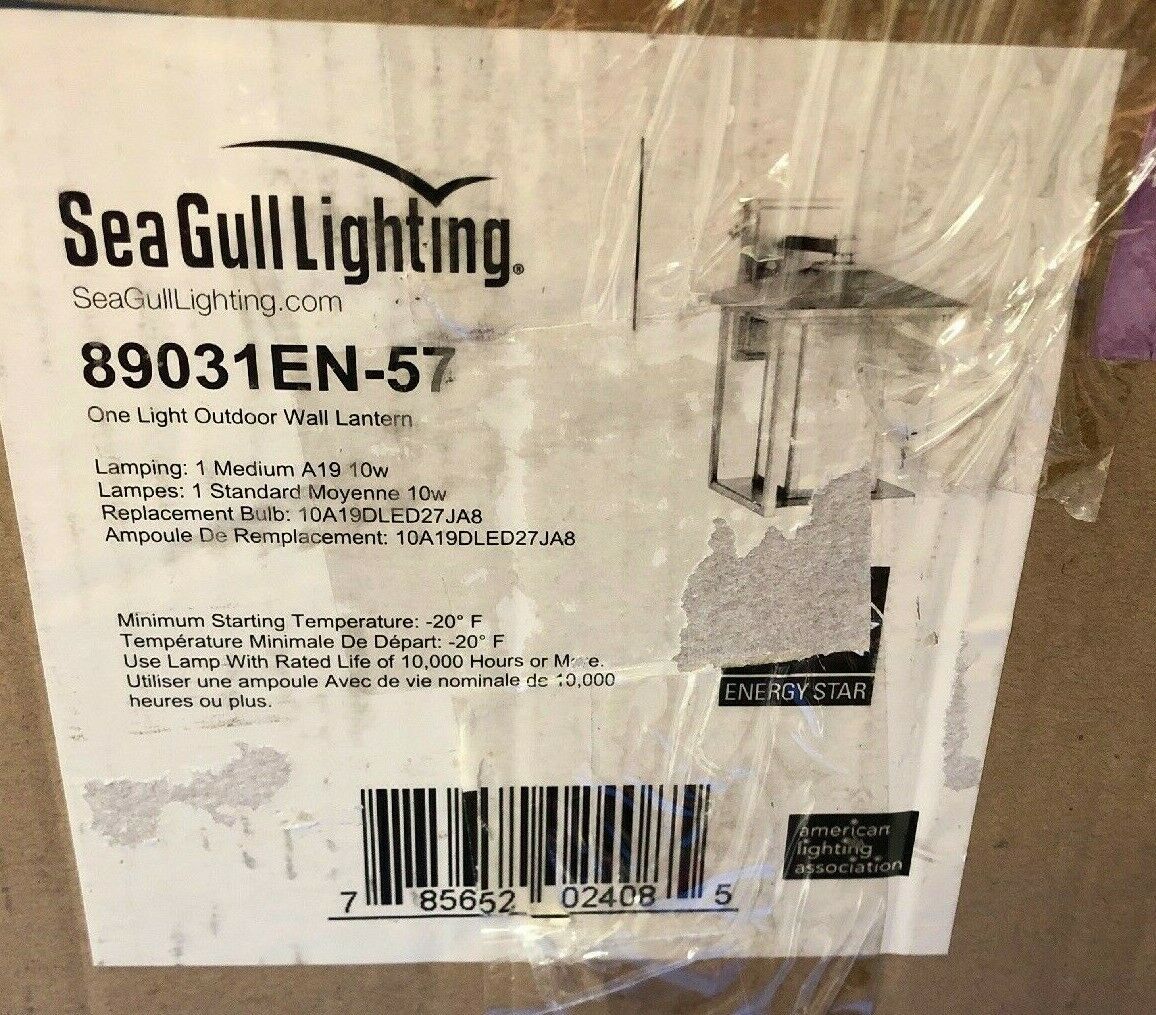 Sea Gull Lighting®
SeaGullLighting.com
89031EN-57
One Light Outdoor Wall Lantern
Lamping: 1 Medium A19 10w
Lampes: 1 Standard Moyenne 10w
Replacement Bulb: 10A19DLED27JA8
Ampoule De Remplacement: 10A19DLED27JA8
Minimum Starting Temperature: -20° F
Température Minimale De Départ: -20° F
Use Lamp With Rated Life of 10,000 Hours or More.
Utiliser une ampoule Avec de vie nominale de 10,000
heures ou plus.
ENERGY STAR
american
lighting
association
7 85652 02408 5